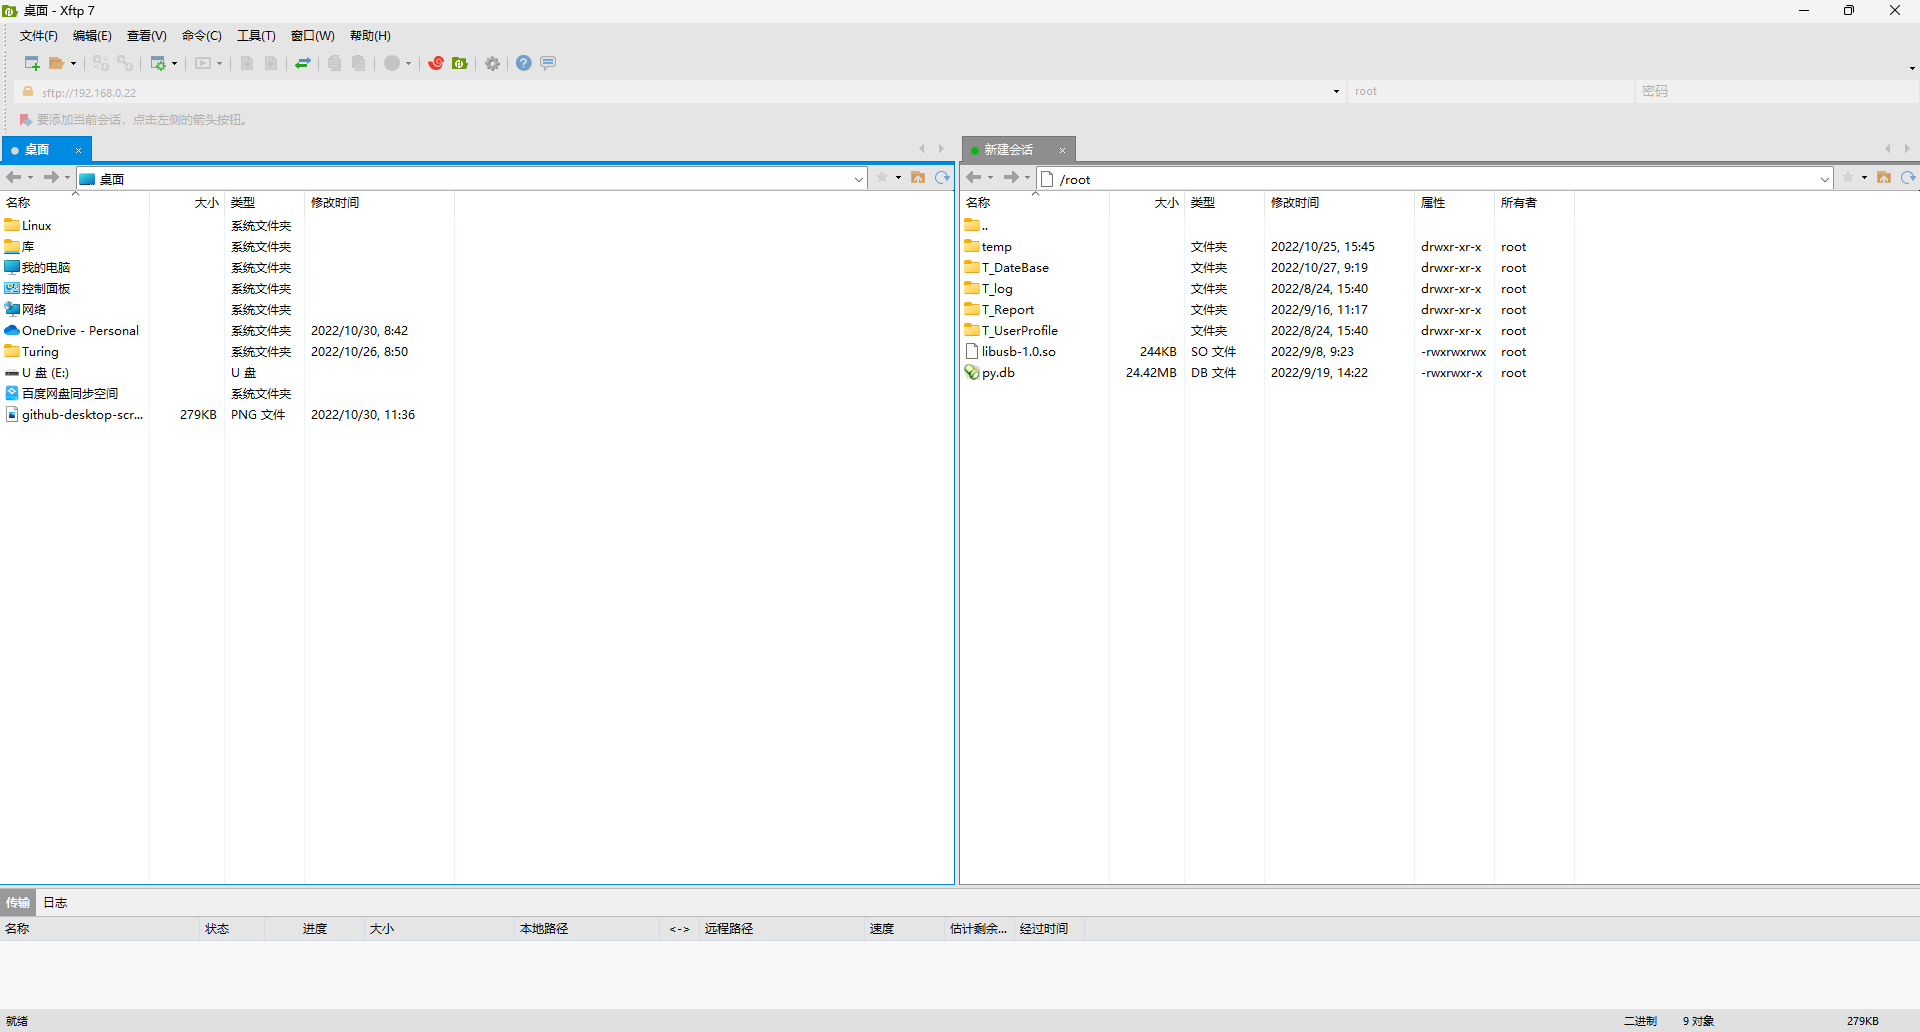 桌面 - Xftp 7
文件(F) 编辑(E) 查看(V) 命令(C) 工具(T) 窗口(W) 帮助(H)
sftp://192.168.0.22 root 密码
要添加当前会话，点击左侧的箭头按钮。
桌面
桌面
名称 大小 类型 修改时间
Linux 系统文件夹
库 系统文件夹
我的电脑 系统文件夹
控制面板 系统文件夹
网络 系统文件夹
OneDrive - Personal 系统文件夹 2022/10/30, 8:42
Turing 系统文件夹 2022/10/26, 8:50
U 盘 (E:) U 盘
百度网盘同步空间 系统文件夹
github-desktop-scr... 279KB PNG 文件 2022/10/30, 11:36
新建会话
/root
名称 大小 类型 修改时间 属性 所有者
..
temp 文件夹 2022/10/25, 15:45 drwxr-xr-x root
T_DateBase 文件夹 2022/10/27, 9:19 drwxr-xr-x root
T_log 文件夹 2022/8/24, 15:40 drwxr-xr-x root
T_Report 文件夹 2022/9/16, 11:17 drwxr-xr-x root
T_UserProfile 文件夹 2022/8/24, 15:40 drwxr-xr-x root
libusb-1.0.so 244KB SO 文件 2022/9/8, 9:23 -rwxrwxrwx root
py.db 24.42MB DB 文件 2022/9/19, 14:22 -rwxrwxr-x root
传输 日志
名称 状态 进度 大小 本地路径 <-> 远程路径 速度 估计剩余... 经过时间
就绪 二进制 9 对象 279KB